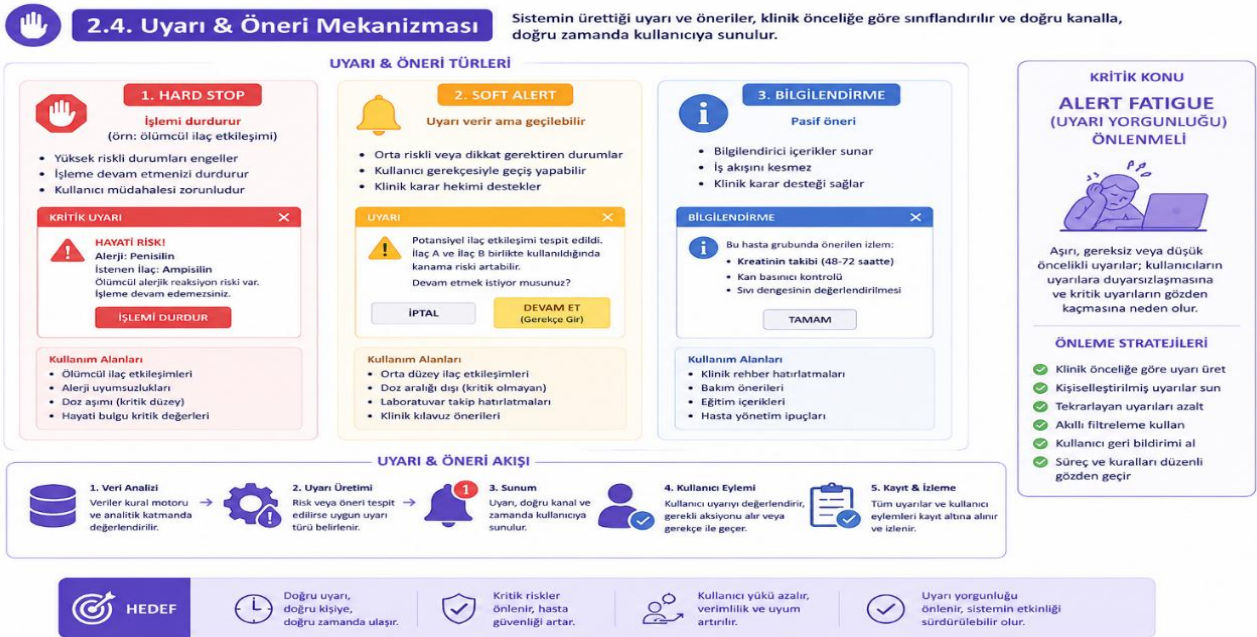 2.4. Uyarı & Öneri Mekanizması
Sistemin ürettiği uyarı ve öneriler, klinik önceliğe göre sınıflandırılır ve doğru kanalla,
doğru zamanda kullanıcıya sunulur.
UYARI & ÖNERİ TÜRLERİ
1. HARD STOP
İşlemi durdurur
(örn: ölümcül ilaç etkileşimi)
• Yüksek riskli durumları engeller
• İşleme devam etmenizi durdurur
• Kullanıcı müdahalesi zorunludur
KRİTİK UYARI
HAYATİ RİSK!
Alerji: Penisilin
İstenen İlaç: Ampisilin
Ölümcül alerjik reaksiyon riski var.
İşleme devam edemezsiniz.
İŞLEMİ DURDUR
Kullanım Alanları
• Ölümcül ilaç etkileşimleri
• Alerji uyumsuzlukları
• Doz aşımı (kritik düzey)
• Hayati bulgu kritik değerleri
2. SOFT ALERT
Uyarı verir ama geçilebilir
• Orta riskli veya dikkat gerektiren durumlar
• Kullanıcı gerekçesiyle geçiş yapabilir
• Klinik karar hekimi destekler
UYARI
Potansiyel ilaç etkileşimi tespit edildi.
İlaç A ve İlaç B birlikte kullanıldığında
kanama riski artabilir.
Devam etmek istiyor musunuz?
İPTAL
DEVAM ET
(Gerekçe Gir)
Kullanım Alanları
• Orta düzey ilaç etkileşimleri
• Doz aralığı dışı (kritik olmayan)
• Laboratuvar takip hatırlatmaları
• Klinik kılavuz önerileri
3. BİLGİLENDİRME
Pasif öneri
• Bilgilendirici içerikler sunar
• İş akışını kesmez
• Klinik karar desteği sağlar
BİLGİLENDİRME
Bu hasta grubunda önerilen izlem:
• Kreatinin takibi (48-72 saatte)
• Kan basıncı kontrolü
• Sıvı dengesinin değerlendirilmesi
TAMAM
Kullanım Alanları
• Klinik rehber hatırlatmaları
• Bakım önerileri
• Eğitim içerikleri
• Hasta yönetim ipuçları
KRİTİK KONU
ALERT FATIGUE
(UYARI YORGUNLUĞU)
ÖNLENMELİ
Aşırı, gereksiz veya düşük
öncelikli uyarılar; kullanıcıların
uyarılara duyarsızlaşmasına
ve kritik uyarıların gözden
kaçmasına neden olur.
ÖNLEME STRATEJİLERİ
Klinik önceliğe göre uyarı üret
Kişiselleştirilmiş uyarılar sun
Tekrarlayan uyarıları azalt
Akıllı filtreleme kullan
Kullanıcı geri bildirimi al
Süreç ve kuralları düzenli
gözden geçir
UYARI & ÖNERİ AKIŞI
1. Veri Analizi
Veriler kural motoru
ve analitik katmanda
değerlendirilir.
2. Uyarı Üretimi
Risk veya öneri tespit
edilirse uygun uyarı
türü belirlenir.
1
3. Sunum
Uyarı, doğru kanal ve
zamanda kullanıcıya
sunulur.
4. Kullanıcı Eylemi
Kullanıcı uyarıyı değerlendirir,
gerekli aksiyonu alır veya
gerekçe ile geçer.
5. Kayıt & İzleme
Tüm uyarılar ve kullanıcı
eylemleri kayıt altına alınır
ve izlenir.
HEDEF
Doğru uyarı,
doğru kişiye,
doğru zamanda ulaşır.
Kritik riskler
önlenir, hasta
güvenliği artar.
Kullanıcı yükü azalır,
verimlilik ve uyum
artırılır.
Uyarı yorgunluğu
önlenir, sistemin etkinliği
sürdürülebilir olur.